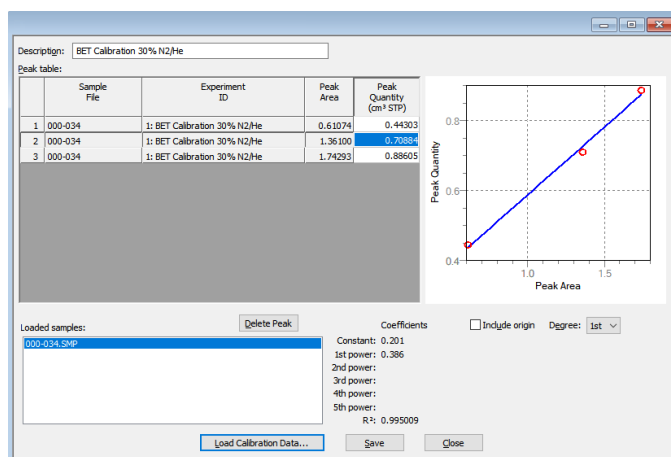 Description: BET Calibration 30% N2/He
Peak table:
Sample File Experiment ID Peak Area Peak Quantity (cm³ STP)
1 000-034 1: BET Calibration 30% N2/He 0.61074 0.44303
2 000-034 1: BET Calibration 30% N2/He 1.36100 0.70884
3 000-034 1: BET Calibration 30% N2/He 1.74293 0.88605
Peak Quantity
0.8
0.6
0.4
1.0 1.5
Peak Area
Loaded samples: Delete Peak
000-034.SMP
Coefficients
Constant: 0.201
1st power: 0.386
2nd power:
3rd power:
4th power:
5th power:
R²: 0.995009
Include origin Degree: 1st
Load Calibration Data... Save Close